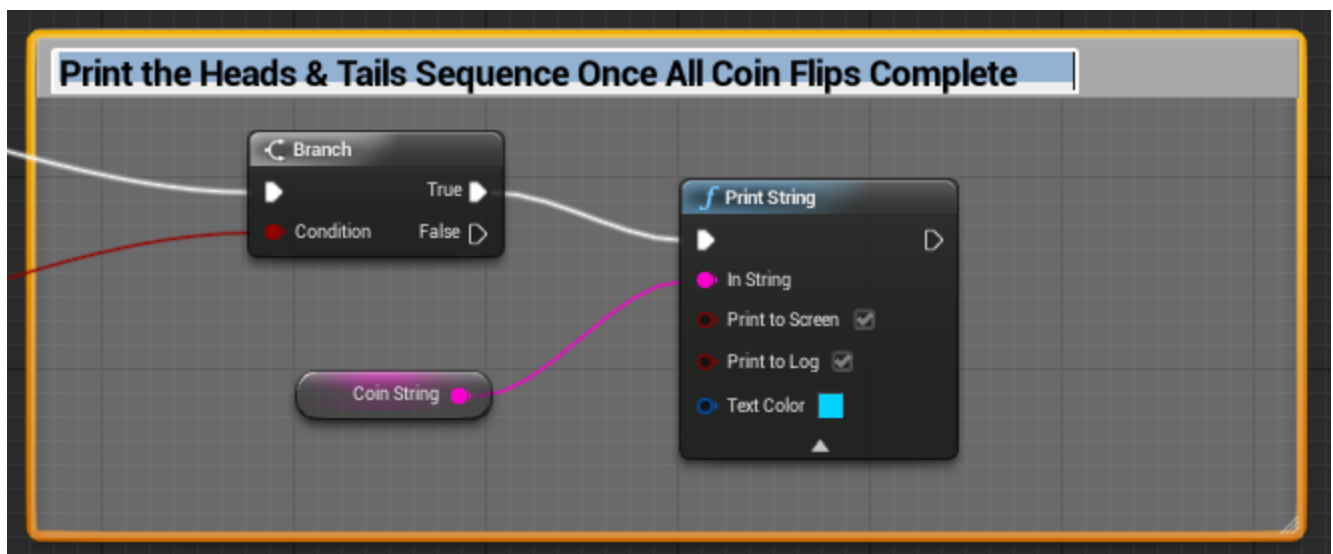 Print the Heads & Tails Sequence Once All Coin Flips Complete
Branch
True
Condition
False
Print String
In String
Print to Screen
Print to Log
Text Color
Coin String